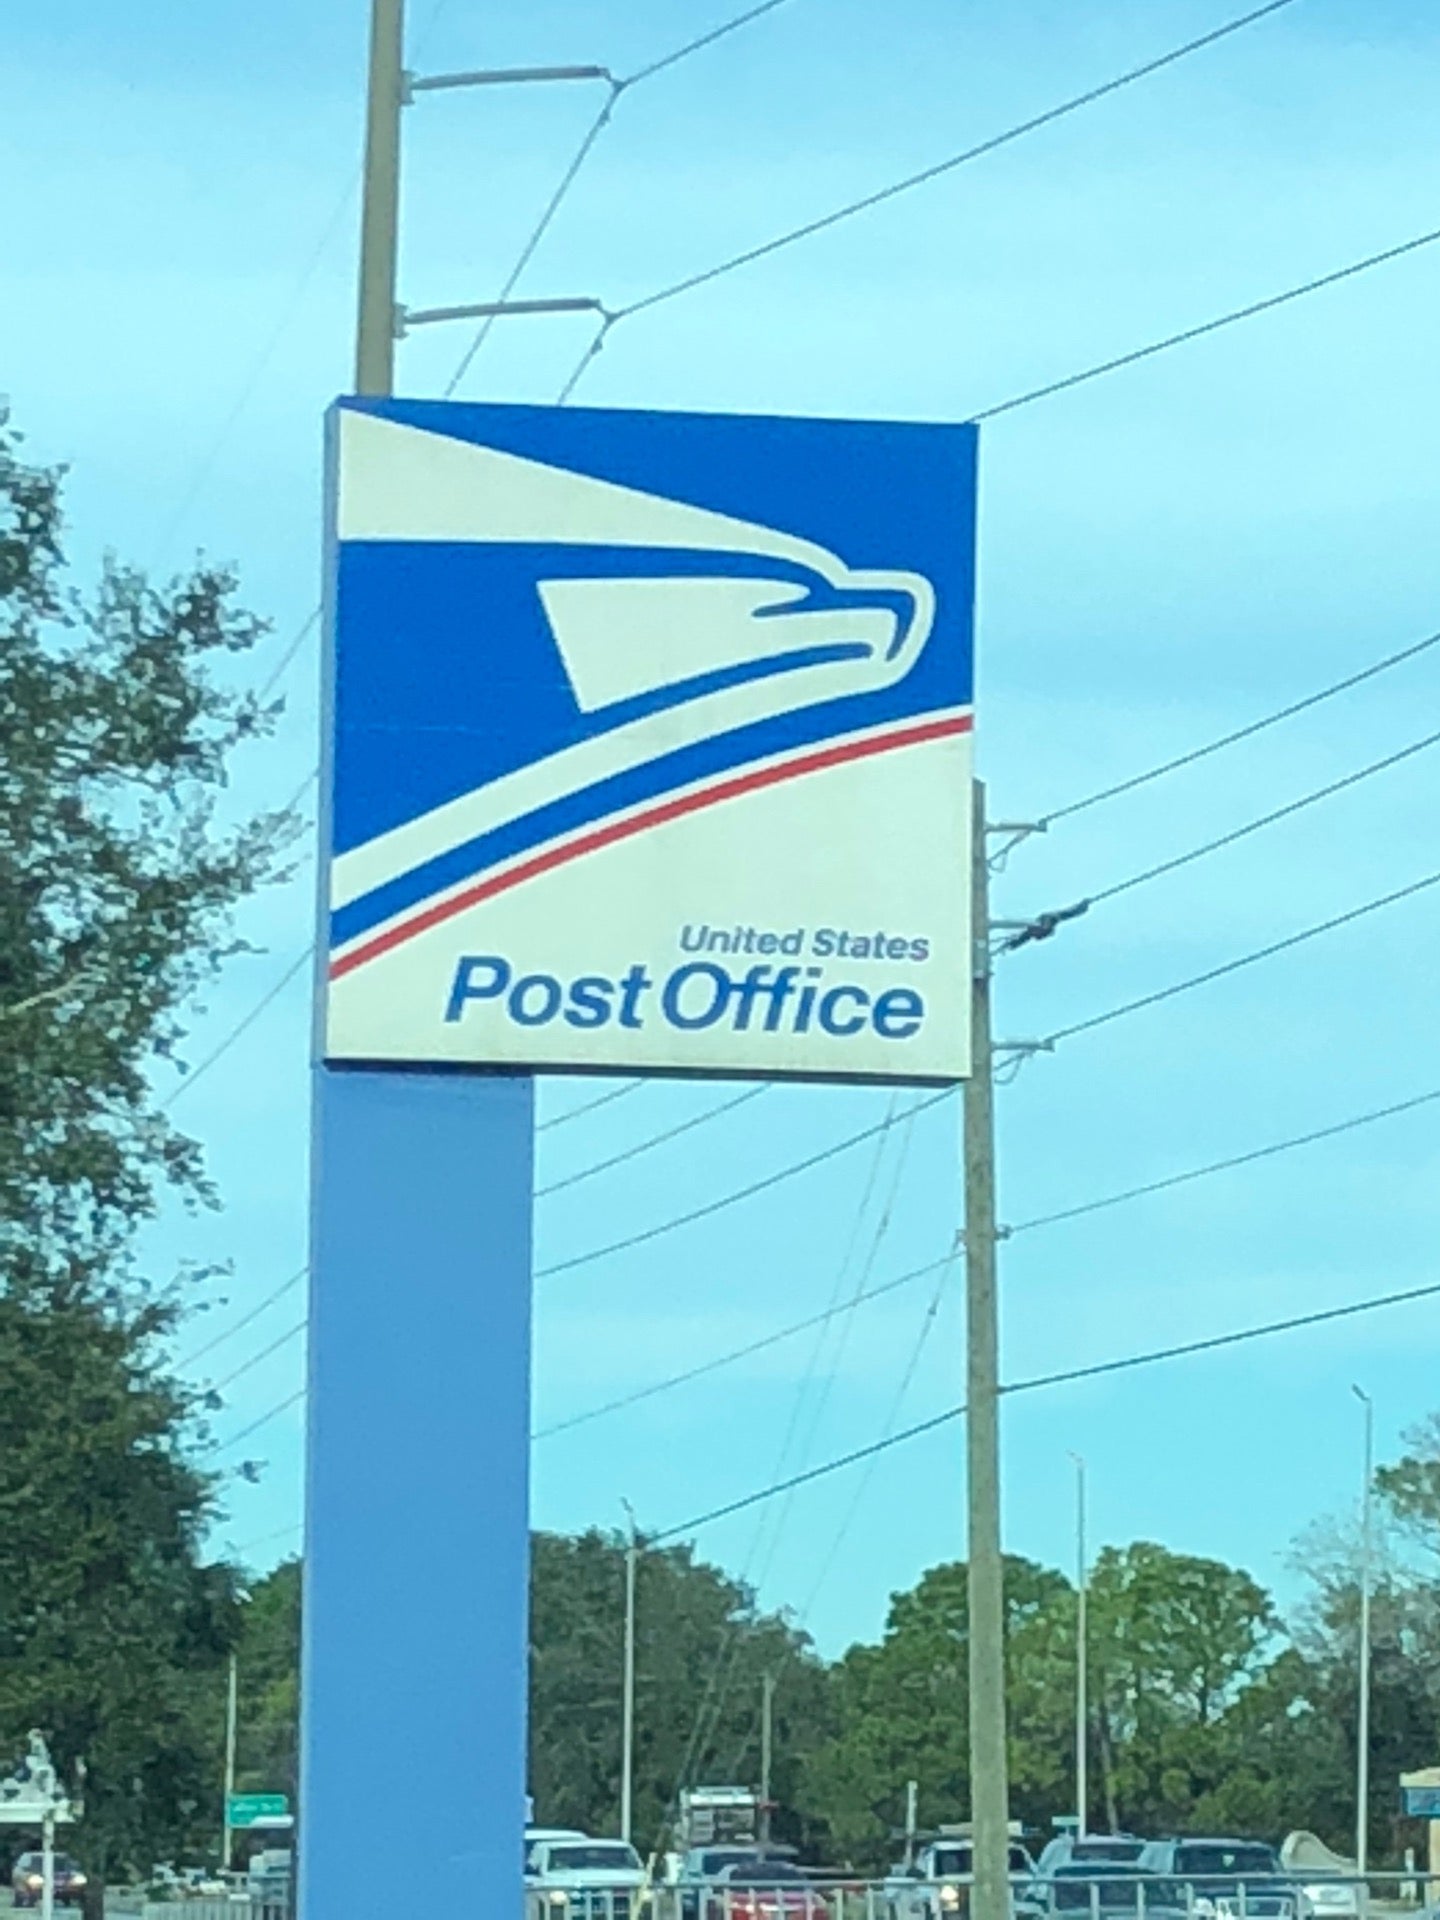 United States
Post Office